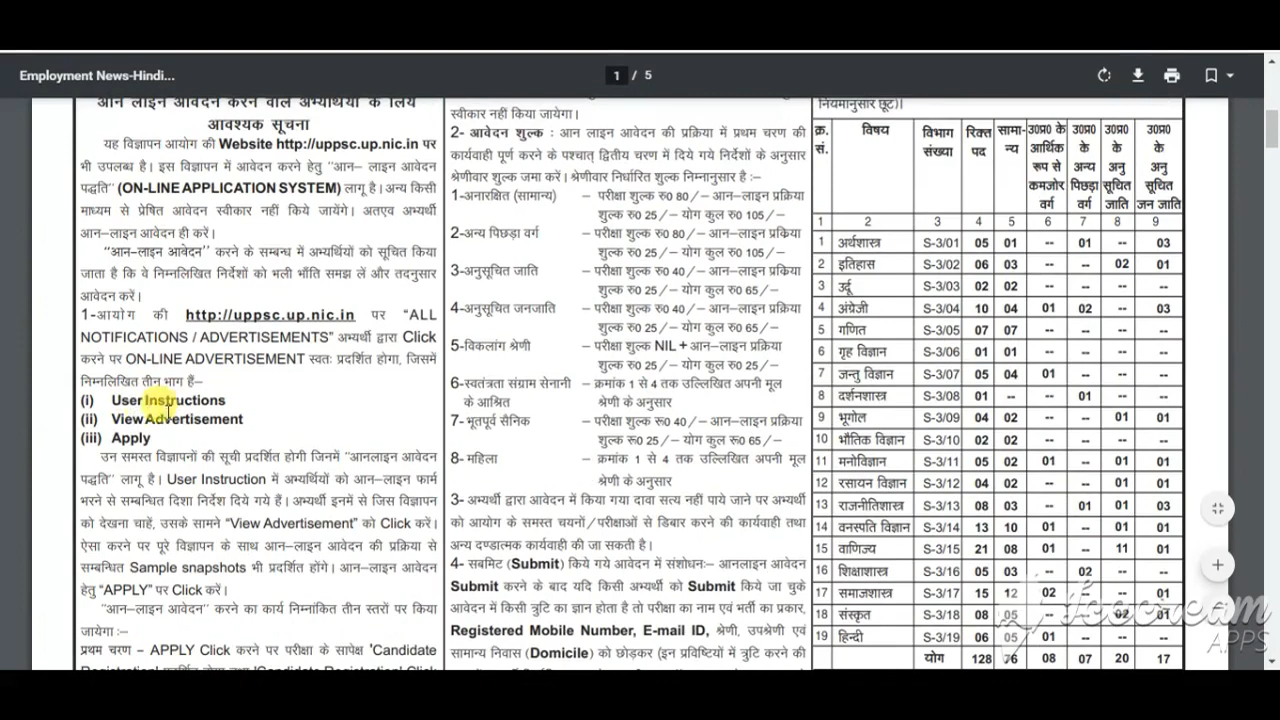 Employment News-Hindi...
1 / 5
आन लाइन आवेदन करने वाले अभ्यर्थियों के लिये
आवश्यक सूचना
यह विज्ञापन आयोग की Website http://uppsc.up.nic.in पर
भी उपलब्ध है। इस विज्ञापन में आवेदन करने हेतु "आन– लाइन आवेदन
पद्धति" (ON-LINE APPLICATION SYSTEM) लागू है। अन्य किसी
माध्यम से प्रेषित आवेदन स्वीकार नहीं किये जायेंगे। अतएव अभ्यर्थी
आन–लाइन आवेदन ही करें।
"आन–लाइन आवेदन" करने के सम्बन्ध में अभ्यर्थियों को सूचित किया
जाता है कि वे निम्नलिखित निर्देशों को भली भाँति समझ लें और तदनुसार
आवेदन करें।
1-आयोग की http://uppsc.up.nic.in पर "ALL
NOTIFICATIONS / ADVERTISEMENTS" अभ्यर्थी द्वारा Click
करने पर ON-LINE ADVERTISEMENT स्वतः प्रदर्शित होगा, जिसमें
निम्नलिखित तीन भाग हैं–
(i) User Instructions
(ii) View Advertisement
(iii) Apply
उन समस्त विज्ञापनों की सूची प्रदर्शित होगी जिनमें "आनलाइन आवेदन
पद्धति" लागू है। User Instruction में अभ्यर्थियों को आन–लाइन फार्म
भरने से सम्बन्धित दिशा निर्देश दिये गये हैं। अभ्यर्थी इनमें से जिस विज्ञापन
को देखना चाहें, उसके सामने "View Advertisement" को Click करें।
ऐसा करने पर पूरे विज्ञापन के साथ आन–लाइन आवेदन की प्रक्रिया से
सम्बन्धित Sample snapshots भी प्रदर्शित होंगे। आन–लाइन आवेदन
हेतु "APPLY" पर Click करें।
"आन–लाइन आवेदन" करने का कार्य निम्नांकित तीन स्तरों पर किया
जायेगा :–
प्रथम चरण – APPLY Click करने पर परीक्षा के सापेक्ष 'Candidate
स्वीकार नहीं किया जायेगा।
2- आवेदन शुल्क : आन लाइन आवेदन की प्रक्रिया में प्रथम चरण की
कार्यवाही पूर्ण करने के पश्चात् द्वितीय चरण में दिये गये निर्देशों के अनुसार
श्रेणीवार शुल्क जमा करें। श्रेणीवार निर्धारित शुल्क निम्नानुसार है :–
1-अनारक्षित (सामान्य) – परीक्षा शुल्क रु0 80/– आन–लाइन प्रक्रिया
शुल्क रु0 25/– योग कुल रु0 105/–
2-अन्य पिछड़ा वर्ग – परीक्षा शुल्क रु0 80/– आन–लाइन प्रक्रिया
शुल्क रु0 25/– योग कुल रु0 105/–
3-अनुसूचित जाति – परीक्षा शुल्क रु0 40/– आन–लाइन प्रक्रिया
शुल्क रु0 25/– योग कुल रु0 65/–
4-अनुसूचित जनजाति – परीक्षा शुल्क रु0 40/– आन–लाइन प्रक्रिया
शुल्क रु0 25/– योग कुल रु0 65/–
5-विकलांग श्रेणी – परीक्षा शुल्क NIL + आन–लाइन प्रक्रिया
शुल्क रु0 25/– योग कुल रु0 25/–
6-स्वतंत्रता संग्राम सेनानी – क्रमांक 1 से 4 तक उल्लिखित अपनी मूल
के आश्रित श्रेणी के अनुसार
7-भूतपूर्व सैनिक – परीक्षा शुल्क रू0 40/– आन–लाइन प्रक्रिया
शुल्क रू0 25/– योग कुल रू0 65/–
8-महिला – क्रमांक 1 से 4 तक उल्लिखित अपनी मूल
श्रेणी के अनुसार
3- अभ्यर्थी द्वारा आवेदन में किया गया दावा सत्य नहीं पाये जाने पर अभ्यर्थी
को आयोग के समस्त चयनों/परीक्षाओं से डिबार करने की कार्यवाही तथा
अन्य दण्डात्मक कार्यवाही की जा सकती है।
4- सबमिट (Submit) किये गये आवेदन में संशोधनः- आनलाइन आवेदन
Submit करने के बाद यदि किसी अभ्यर्थी को Submit किये जा चुके
आवेदन में किसी त्रुटि का ज्ञान होता है तो परीक्षा का नाम एवं भर्ती का प्रकार,
Registered Mobile Number, E-mail ID, श्रेणी, उपश्रेणी एवं
सामान्य निवास (Domicile) को छोड़कर (इन प्रविष्टियों में त्रुटि करने की
नियमानुसार छूट)।
क्र. सं. विषय विभाग संख्या रिक्त पद सामा-न्य उ0प्र0 के आर्थिक रूप से कमजोर वर्ग उ0प्र0 के अन्य पिछड़ा वर्ग उ0प्र0 के अनु सूचित जाति उ0प्र0 के अनु सूचित जन जाति
1 2 3 4 5 6 7 8 9
1 अर्थशास्त्र S-3/01 05 01 -- 01 -- 03
2 इतिहास S-3/02 06 03 -- -- 02 01
3 उर्दू S-3/03 02 02 -- -- -- --
4 अंग्रेजी S-3/04 10 04 01 02 -- 03
5 गणित S-3/05 07 07 -- -- -- --
6 गृह विज्ञान S-3/06 01 01 -- -- -- --
7 जन्तु विज्ञान S-3/07 05 04 01 -- -- --
8 दर्शनशास्त्र S-3/08 01 -- -- 01 -- --
9 भूगोल S-3/09 04 02 -- -- 01 01
10 भौतिक विज्ञान S-3/10 02 02 -- -- -- --
11 मनोविज्ञान S-3/11 05 02 01 -- 01 01
12 रसायन विज्ञान S-3/12 04 02 -- -- 01 01
13 राजनीतिशास्त्र S-3/13 08 03 -- 01 01 03
14 वनस्पति विज्ञान S-3/14 13 10 01 -- 01 01
15 वाणिज्य S-3/15 21 08 01 -- 11 01
16 शिक्षाशास्त्र S-3/16 05 03 -- 02 -- --
17 समाजशास्त्र S-3/17 15 12 02 -- -- 01
18 संस्कृत S-3/18 08 05 -- -- 02 01
19 हिन्दी S-3/19 06 05 01
योग 128 76 08 07 20 17
Icecream
APPS